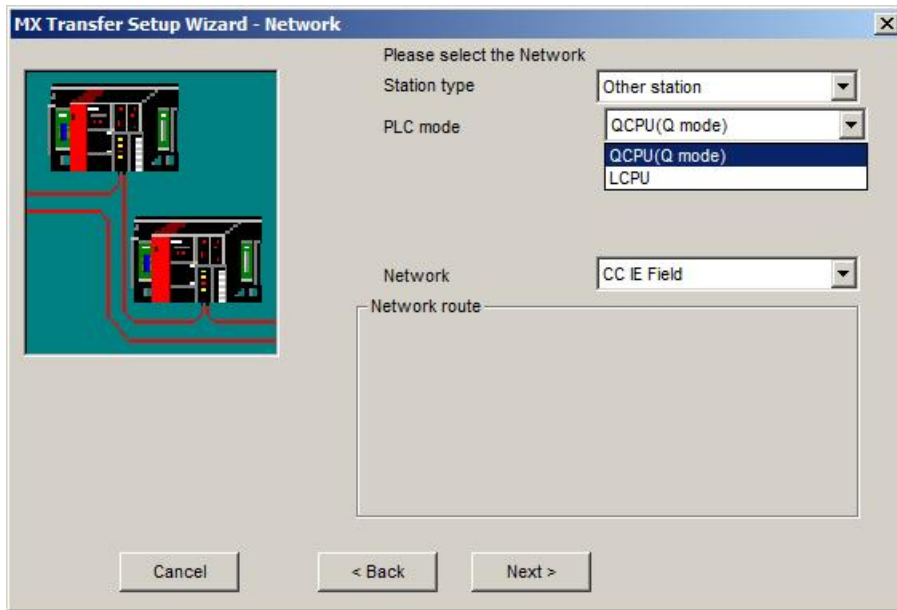 MX Transfer Setup Wizard - Network
Please select the Network
Station type Other station
PLC mode QCPU(Q mode)
QCPU(Q mode)
LCPU
Network CC IE Field
Network route
Cancel < Back Next >